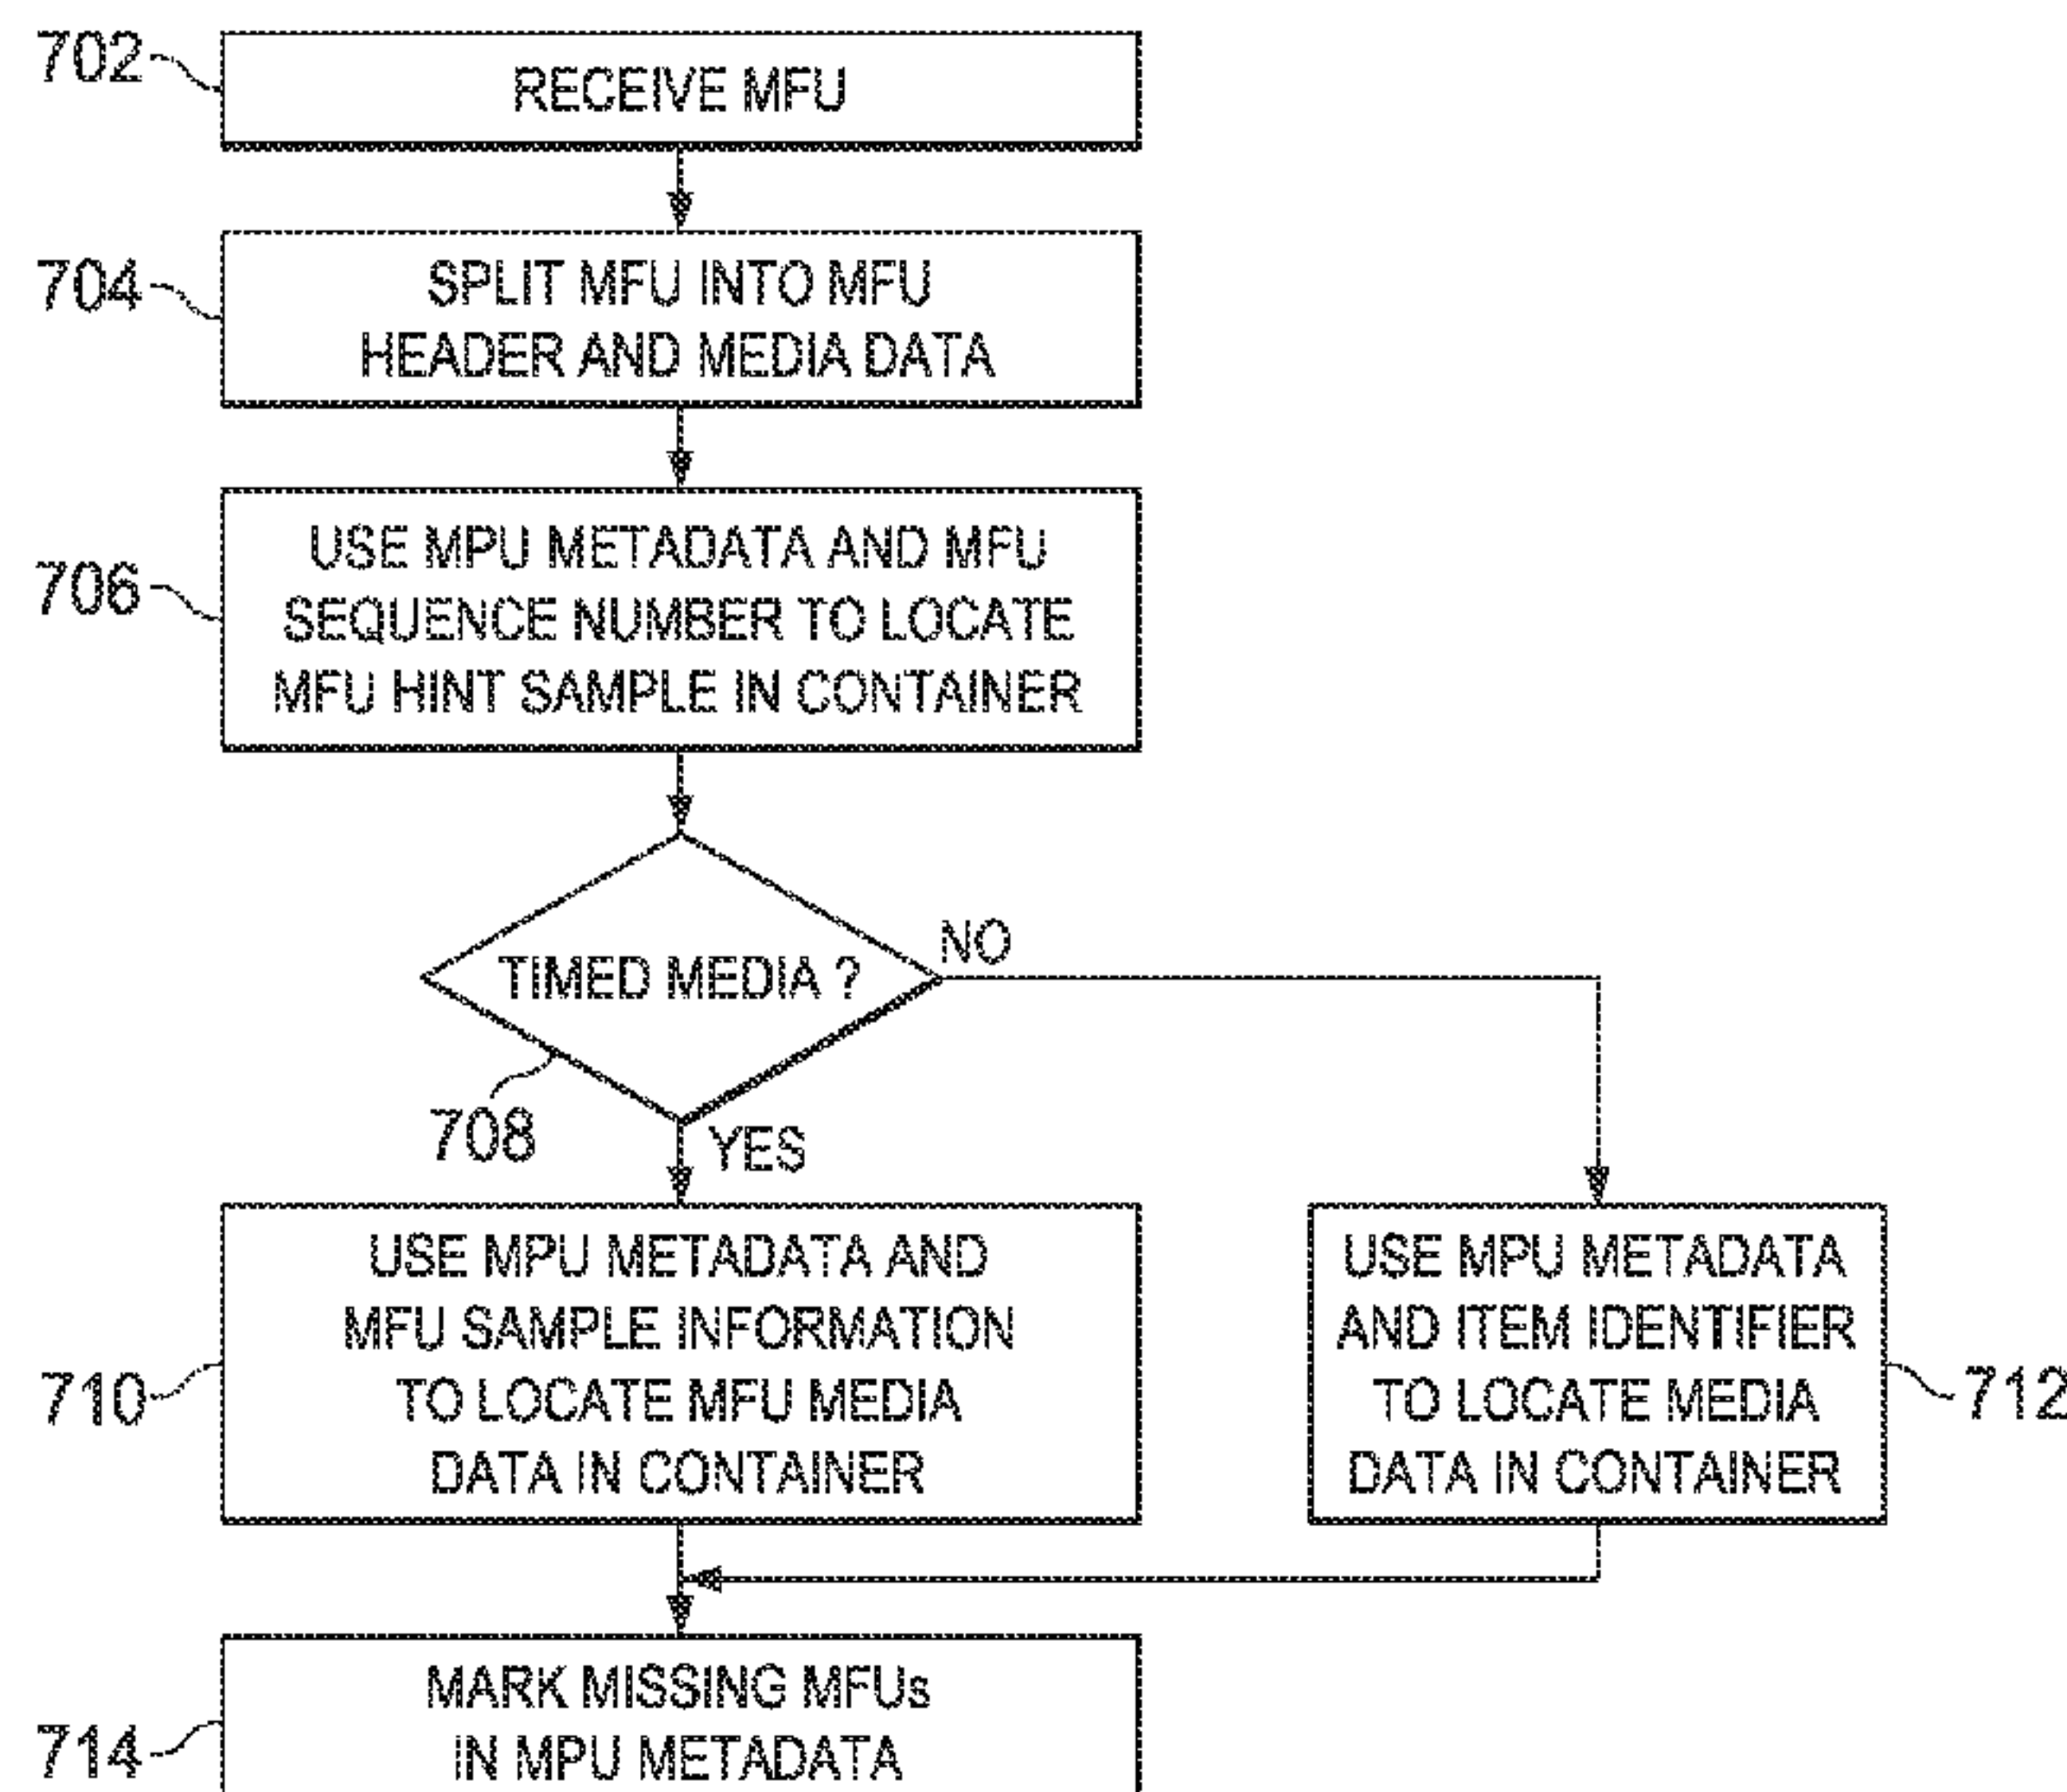 702
RECEIVE MFU
704
SPLIT MFU INTO MFU
HEADER AND MEDIA DATA
706
USE MPU METADATA AND MFU
SEQUENCE NUMBER TO LOCATE
MFU HINT SAMPLE IN CONTAINER
TIMED MEDIA ?
NO
708
YES
710
USE MPU METADATA AND
MFU SAMPLE INFORMATION
TO LOCATE MFU MEDIA
DATA IN CONTAINER
USE MPU METADATA
AND ITEM IDENTIFIER
TO LOCATE MEDIA
DATA IN CONTAINER
712
714
MARK MISSING MFUs
IN MPU METADATA